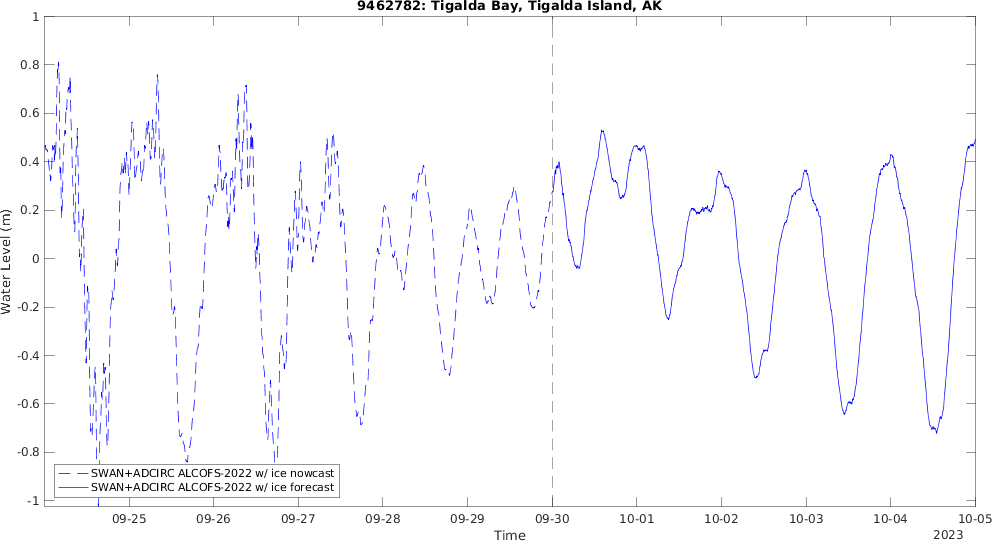 9462782: Tigalda Bay, Tigalda Island, AK
1
0.8
0.6
0.4
0.2
0
-0.2
-0.4
-0.6
-0.8
-1
Water Level (m)
SWAN+ADCIRC ALCOFS-2022 w/ ice nowcast
SWAN+ADCIRC ALCOFS-2022 w/ ice forecast
09-25 09-26 09-27 09-28 09-29 09-30 10-01 10-02 10-03 10-04 10-05
Time
2023